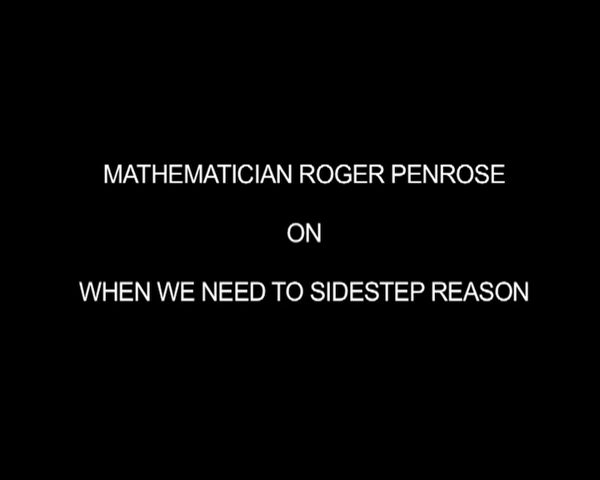 MATHEMATICIAN ROGER PENROSE
ON
WHEN WE NEED TO SIDESTEP REASON